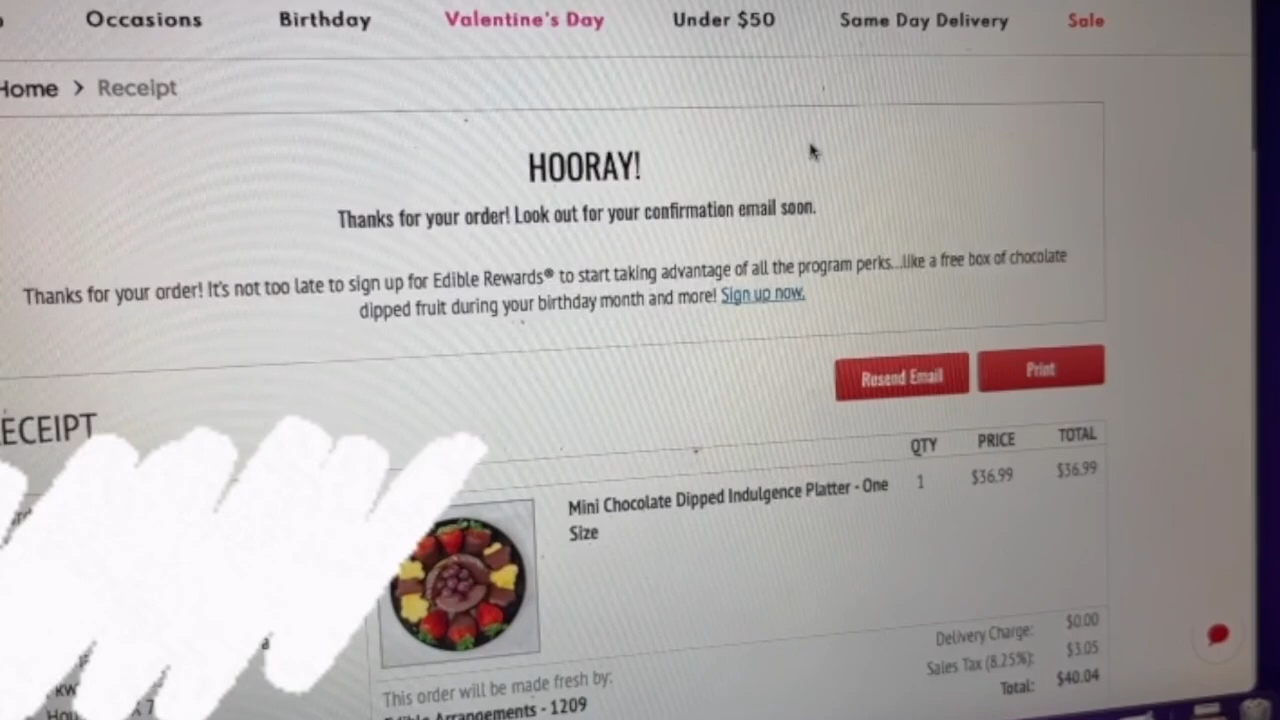 Occasions Birthday Valentine's Day Under $50 Same Day Delivery Sale
Home > Receipt
HOORAY!
Thanks for your order! Look out for your confirmation email soon.
Thanks for your order! It's not too late to sign up for Edible Rewards® to start taking advantage of all the program perks...like a free box of chocolate
dipped fruit during your birthday month and more! Sign up now.
Resend Email Print
ECEIPT
QTY PRICE TOTAL
Mini Chocolate Dipped Indulgence Platter - One 1 $36.99 $36.99
Size
Delivery Charge: $0.00
Sales Tax (8.25%): $3.05
Total: $40.04
This order will be made fresh by:
Edible Arrangements - 1209
KW